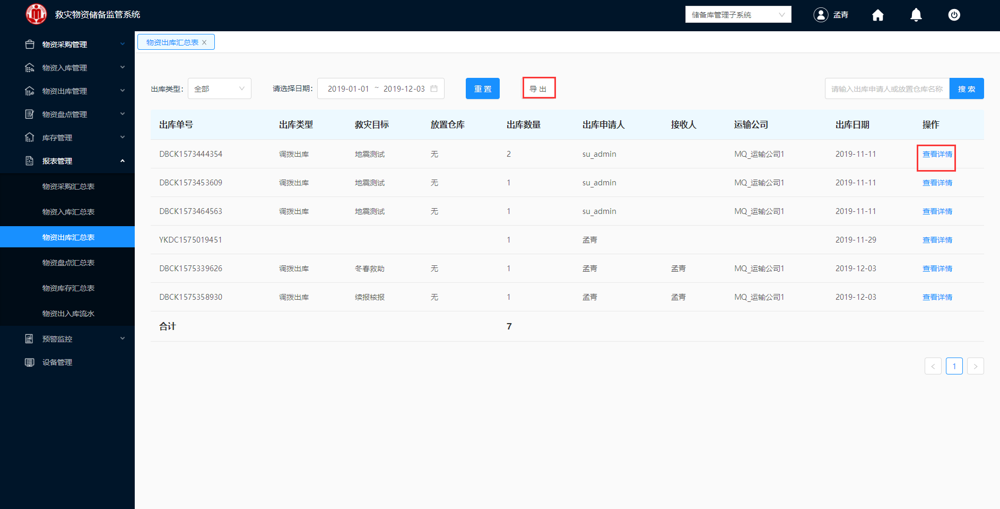 救灾物资储备监管系统
储备库管理子系统
孟青
物资采购管理
物资入库管理
物资出库管理
物资盘点管理
库存管理
报表管理
物资采购汇总表
物资入库汇总表
物资出库汇总表
物资盘点汇总表
物资库存汇总表
物资出入库流水
预警监控
设备管理
物资出库汇总表
出库类型: 全部 请选择日期: 2019-01-01 ~ 2019-12-03 重 置 导 出 请输入出库申请人或放置仓库名称 搜 索
出库单号 出库类型 救灾目标 放置仓库 出库数量 出库申请人 接收人 运输公司 出库日期 操作
DBCK1573444354 调拨出库 地震测试 无 2 su_admin MQ_运输公司1 2019-11-11 查看详情
DBCK1573453609 调拨出库 地震测试 无 1 su_admin MQ_运输公司1 2019-11-11 查看详情
DBCK1573464563 调拨出库 地震测试 无 1 su_admin MQ_运输公司1 2019-11-11 查看详情
YKDC1575019451 1 孟青 2019-11-29 查看详情
DBCK1575339626 调拨出库 冬春救助 无 1 孟青 孟青 MQ_运输公司1 2019-12-03 查看详情
DBCK1575358930 调拨出库 续报核报 无 1 孟青 孟青 MQ_运输公司1 2019-12-03 查看详情
合计 7
< 1 >